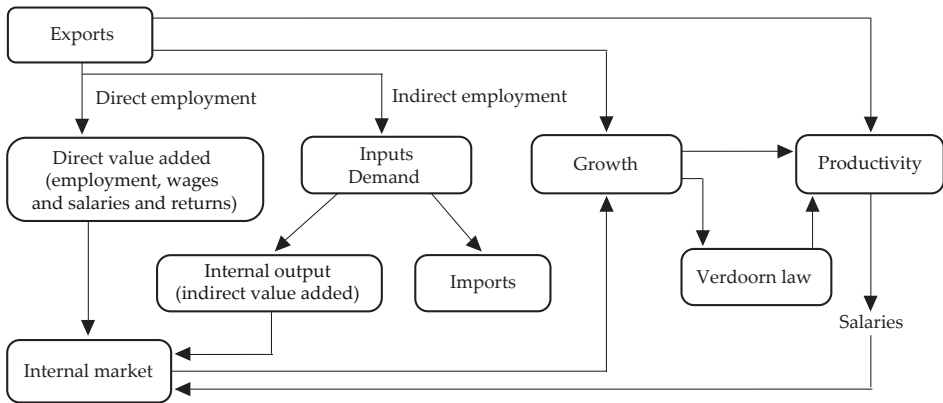 Exports
Direct employment
Indirect employment
Direct value added
(employment, wages
and salaries and returns)
Inputs
Demand
Growth
Productivity
Internal output
(indirect value added)
Imports
Verdoorn law
Salaries
Internal market